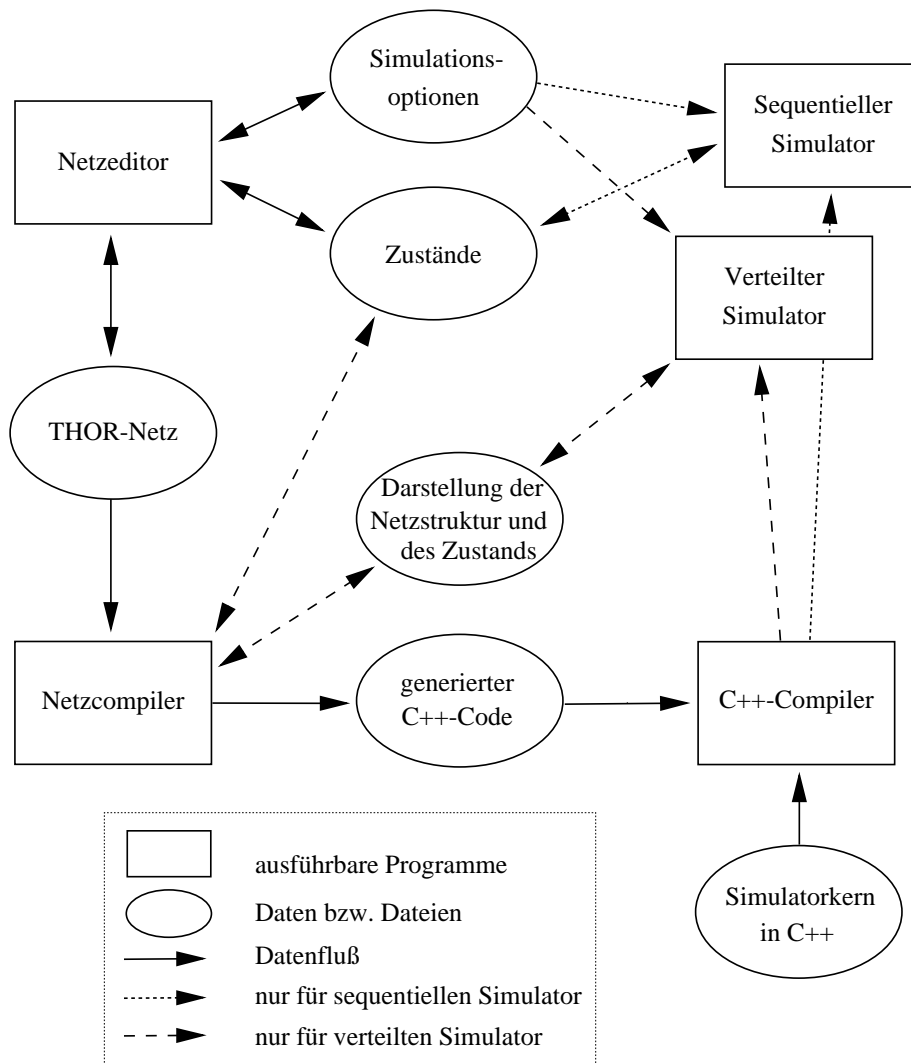 Simulations-
optionen
Sequentieller
Simulator
Netzeditor
Zustände
Verteilter
Simulator
THOR-Netz
Darstellung der
Netzstruktur und
des Zustands
Netzcompiler
generierter
C++-Code
C++-Compiler
Simulatorkern
in C++
ausführbare Programme
Daten bzw. Dateien
Datenfluß
nur für sequentiellen Simulator
nur für verteilten Simulator